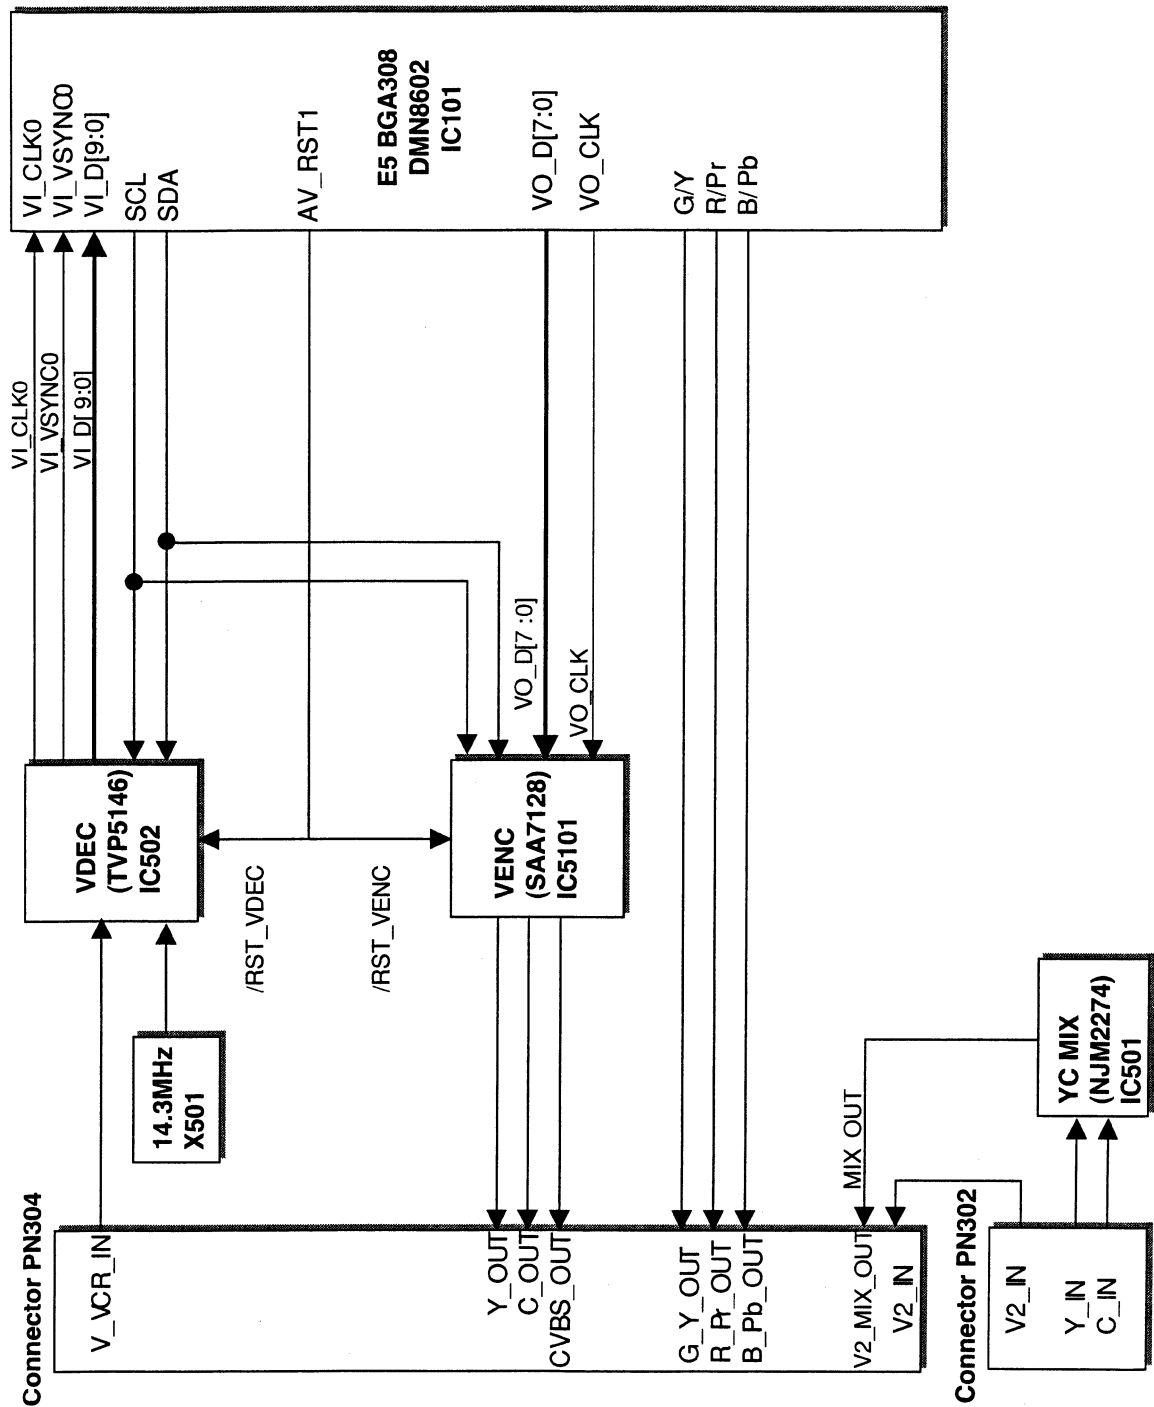 Connector PN304
V_VCR_IN
Y_OUT
C_OUT
CVBS_OUT
G_Y_OUT
R_Pr_OUT
B_Pb_OUT
V2_MIX_OUT
V2_IN
Connector PN302
V2_IN
Y_IN
C_IN
14.3MHz
X501
MIX OUT
YC MIX
(NJM2274)
IC501
VDEC
(TVP5146)
IC502
/RST_VDEC
/RST_VENC
VENC
(SAA7128)
IC5101
VO_D[7 :0]
VO_CLK
VI_CLK0
VI_VSYNC0
VI_D[ 9:0]
VI_CLK0
VI_VSYNC0
VI_D[9:0]
SCL
SDA
AV_RST1
E5 BGA308
DMN8602
IC101
VO_D[7:0]
VO_CLK
G/Y
R/Pr
B/Pb